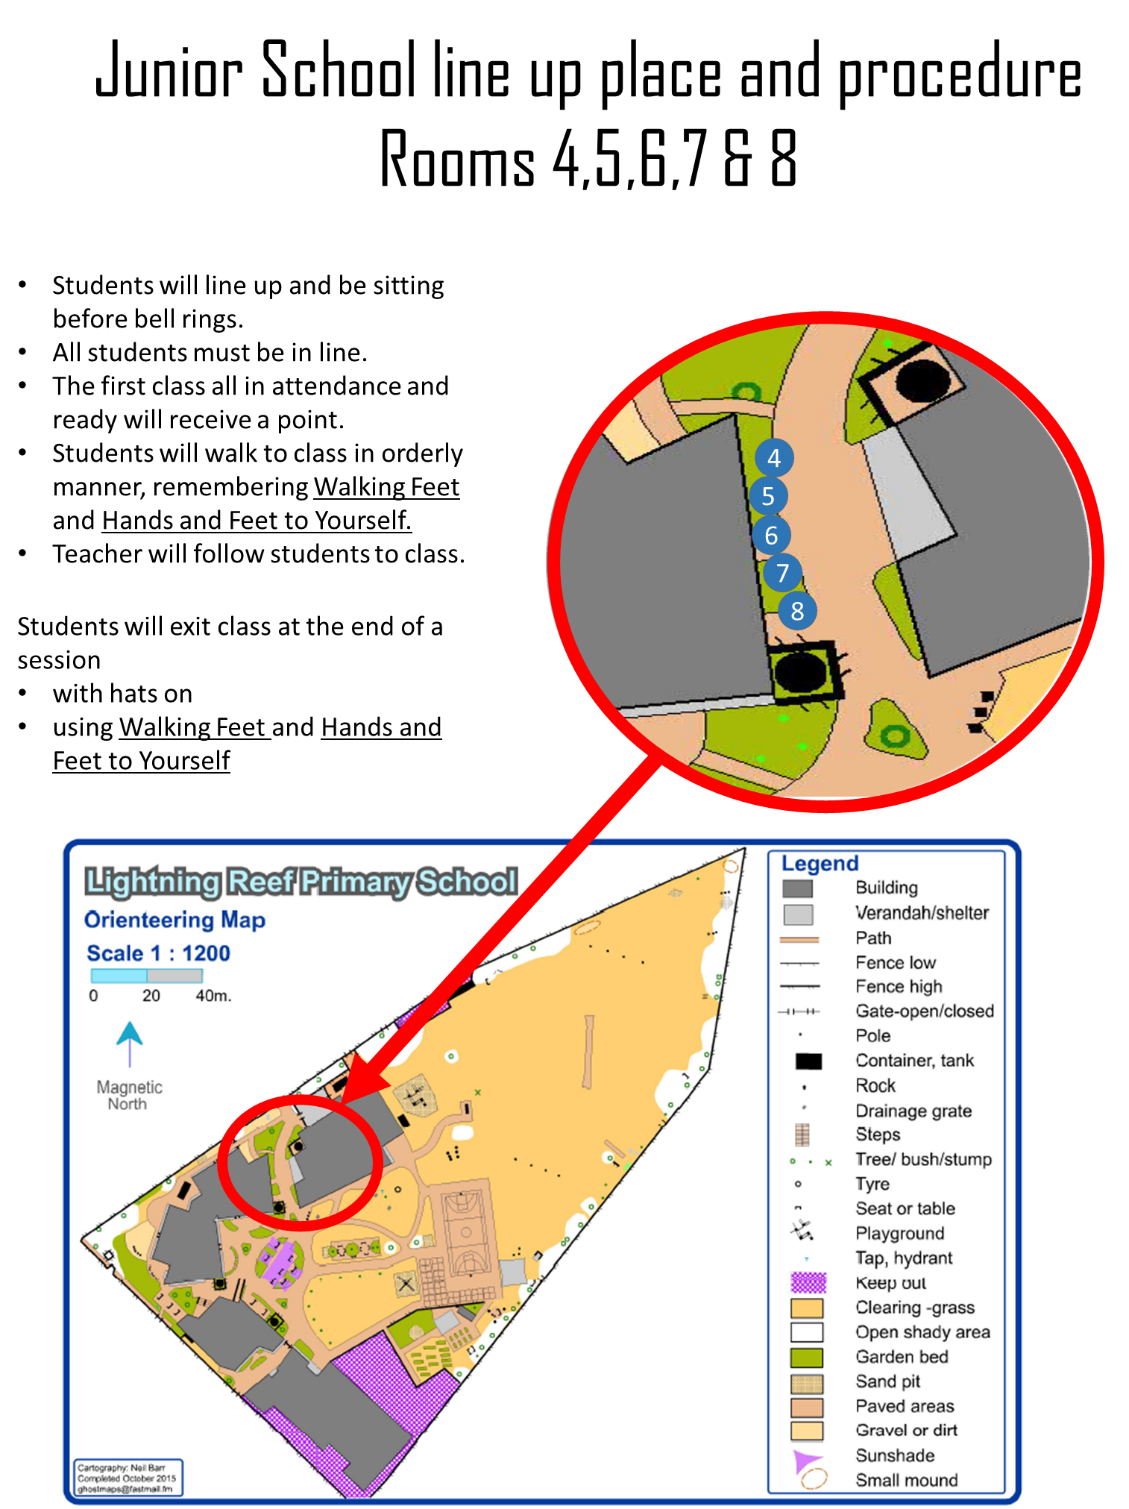 Junior School line up place and procedure
Rooms 4,5,6,7 & 8
• Students will line up and be sitting
before bell rings.
• All students must be in line.
• The first class all in attendance and
ready will receive a point.
• Students will walk to class in orderly
manner, remembering Walking Feet
and Hands and Feet to Yourself.
• Teacher will follow students to class.
Students will exit class at the end of a
session
• with hats on
• using Walking Feet and Hands and
Feet to Yourself
4
5
6
7
8
Lightning Reef Primary School
Orienteering Map
Scale 1 : 1200
0 20 40m.
Magnetic
North
Legend
Building
Verandah/shelter
Path
Fence low
Fence high
Gate-open/closed
Pole
Container, tank
Rock
Drainage grate
Steps
Tree/ bush/stump
Tyre
Seat or table
Playground
Tap, hydrant
Keep out
Clearing -grass
Open shady area
Garden bed
Sand pit
Paved areas
Gravel or dirt
Sunshade
Small mound
Cartography: Neil Barr
Completed October 2015
ghostmaps@fastmail.fm